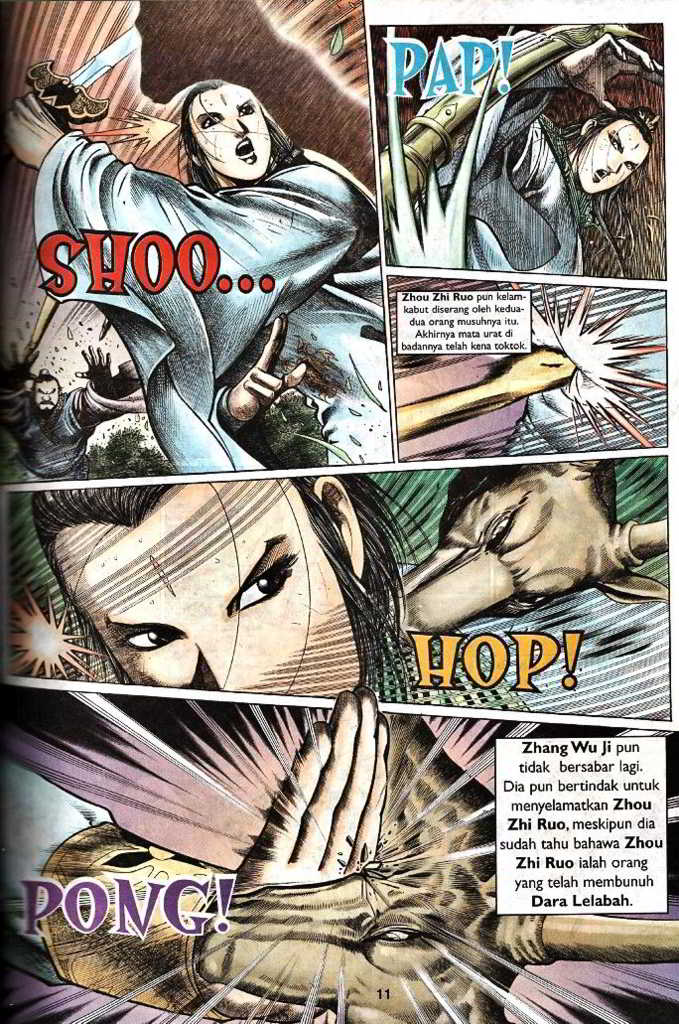 SHOO...
PAP!
Zhou Zhi Ruo pun kelam-
kabut diserang oleh kedua-
dua orang musuhnya itu.
Akhirnya mata urat di
badannya telah kena toktok.
HOP!
Zhang Wu Ji pun
tidak bersabar lagi.
Dia pun bertindak untuk
menyelamatkan Zhou
Zhi Ruo, meskipun dia
sudah tahu bahawa Zhou
Zhi Ruo ialah orang
yang telah membunuh
Dara Lelabah.
PONG!
11